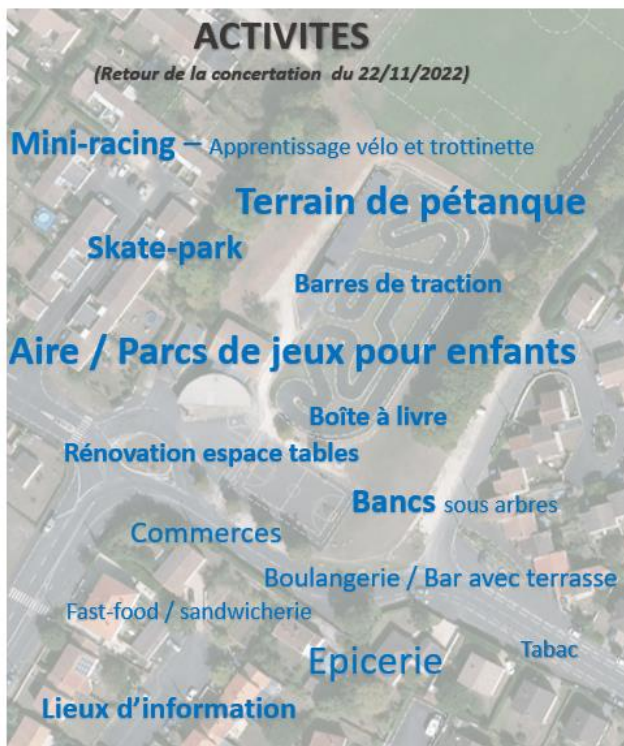 ACTIVITES
(Retour de la concertation du 22/11/2022)
Mini-racing – Apprentissage vélo et trottinette
Terrain de pétanque
Skate-park
Barres de traction
Aire / Parcs de jeux pour enfants
Boîte à livre
Rénovation espace tables
Bancs sous arbres
Commerces
Boulangerie / Bar avec terrasse
Fast-food / sandwicherie
Epicerie
Tabac
Lieux d'information